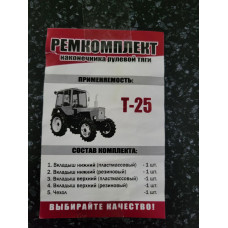 РЕМКОМПЛЕКТ
наконечника рулевой тяги
ПРИМЕНЯЕМОСТЬ:
Т-25
СОСТАВ КОМПЛЕКТА:
1. Вкладыш нижний (пластмассовый) -1 шт.
2. Вкладыш нижний (резиновый) -1 шт.
3. Вкладыш верхний (пластмассовый) -1 шт.
4. Вкладыш верхний (резиновый) -1 шт.
5. Чехол -1 шт.
ВЫБИРАЙТЕ КАЧЕСТВО!